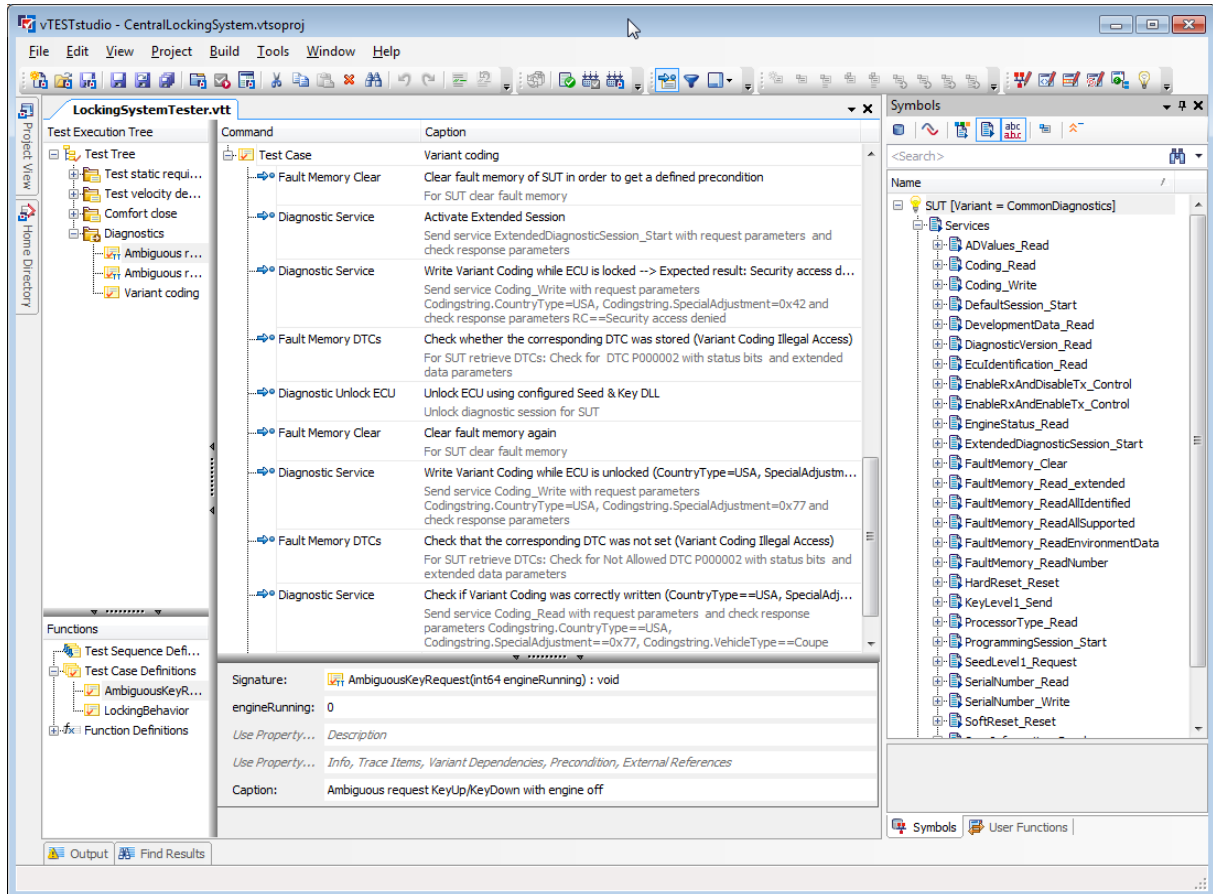 vTESTstudio - CentralLockingSystem.vtsoproj
File Edit View Project Build Tools Window Help
Project View
Home Directory
LockingSystemTester.vtt
Test Execution Tree
Test Tree
Test static requi...
Test velocity de...
Comfort close
Diagnostics
Ambiguous r...
Ambiguous r...
Variant coding
Functions
Test Sequence Defi...
Test Case Definitions
AmbiguousKeyR...
LockingBehavior
fx Function Definitions
Command Caption
Test Case Variant coding
Fault Memory Clear Clear fault memory of SUT in order to get a defined precondition
For SUT clear fault memory
Diagnostic Service Activate Extended Session
Send service ExtendedDiagnosticSession_Start with request parameters and
check response parameters
Diagnostic Service Write Variant Coding while ECU is locked --> Expected result: Security access d...
Send service Coding_Write with request parameters
Codingstring.CountryType=USA, Codingstring.SpecialAdjustment=0x42 and
check response parameters RC==Security access denied
Fault Memory DTCs Check whether the corresponding DTC was stored (Variant Coding Illegal Access)
For SUT retrieve DTCs: Check for DTC P000002 with status bits and extended
data parameters
Diagnostic Unlock ECU Unlock ECU using configured Seed & Key DLL
Unlock diagnostic session for SUT
Fault Memory Clear Clear fault memory again
For SUT clear fault memory
Diagnostic Service Write Variant Coding while ECU is unlocked (CountryType=USA, SpecialAdjustm...
Send service Coding_Write with request parameters
Codingstring.CountryType=USA, Codingstring.SpecialAdjustment=0x77 and
check response parameters
Fault Memory DTCs Check that the corresponding DTC was not set (Variant Coding Illegal Access)
For SUT retrieve DTCs: Check for Not Allowed DTC P000002 with status bits and
extended data parameters
Diagnostic Service Check if Variant Coding was correctly written (CountryType==USA, SpecialAdj...
Send service Coding_Read with request parameters and check response
parameters Codingstring.CountryType==USA,
Codingstring.SpecialAdjustment==0x77, Codingstring.VehicleType==Coupe
Signature: AmbiguousKeyRequest(int64 engineRunning) : void
engineRunning: 0
Use Property... Description
Use Property... Info, Trace Items, Variant Dependencies, Precondition, External References
Caption: Ambiguous request KeyUp/KeyDown with engine off
Symbols
abc
abc
<Search>
Name
SUT [Variant = CommonDiagnostics]
Services
ADValues_Read
Coding_Read
Coding_Write
DefaultSession_Start
DevelopmentData_Read
DiagnosticVersion_Read
EcuIdentification_Read
EnableRxAndDisableTx_Control
EnableRxAndEnableTx_Control
EngineStatus_Read
ExtendedDiagnosticSession_Start
FaultMemory_Clear
FaultMemory_Read_extended
FaultMemory_ReadAllIdentified
FaultMemory_ReadAllSupported
FaultMemory_ReadEnvironmentData
FaultMemory_ReadNumber
HardReset_Reset
KeyLevel1_Send
ProcessorType_Read
ProgrammingSession_Start
SeedLevel1_Request
SerialNumber_Read
SerialNumber_Write
SoftReset_Reset
Symbols User Functions
Output Find Results